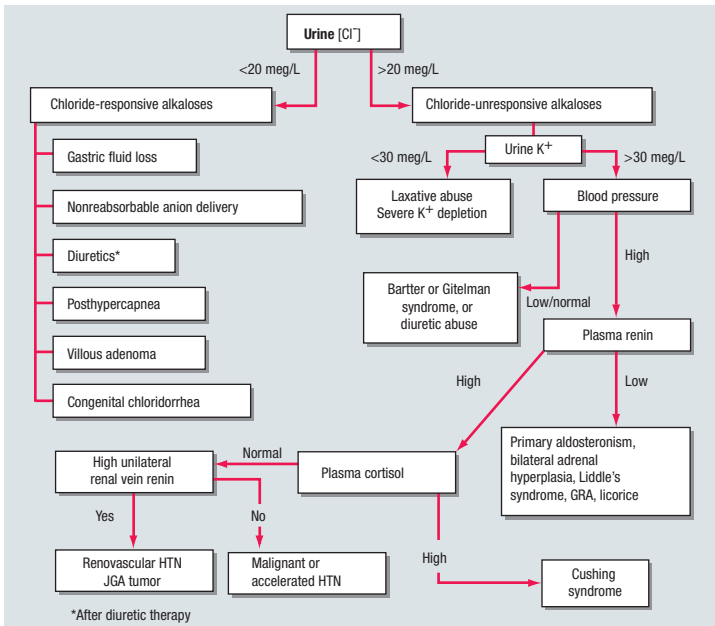 Urine [Cl⁻]
<20 meg/L
>20 meg/L
Chloride-responsive alkaloses
Chloride-unresponsive alkaloses
Urine K+
<30 meg/L
>30 meg/L
Gastric fluid loss
Laxative abuse
Severe K+ depletion
Blood pressure
Nonreabsorbable anion delivery
Diuretics*
High
Bartter or Gitelman
syndrome, or
diuretic abuse
Low/normal
Posthypercapnea
Plasma renin
Villous adenoma
High
Low
Congenital chloridorrhea
Primary aldosteronism,
bilateral adrenal
hyperplasia, Liddle's
syndrome, GRA, licorice
High unilateral
renal vein renin
Normal
Plasma cortisol
Yes
No
High
Renovascular HTN
JGA tumor
Malignant or
accelerated HTN
Cushing
syndrome
*After diuretic therapy